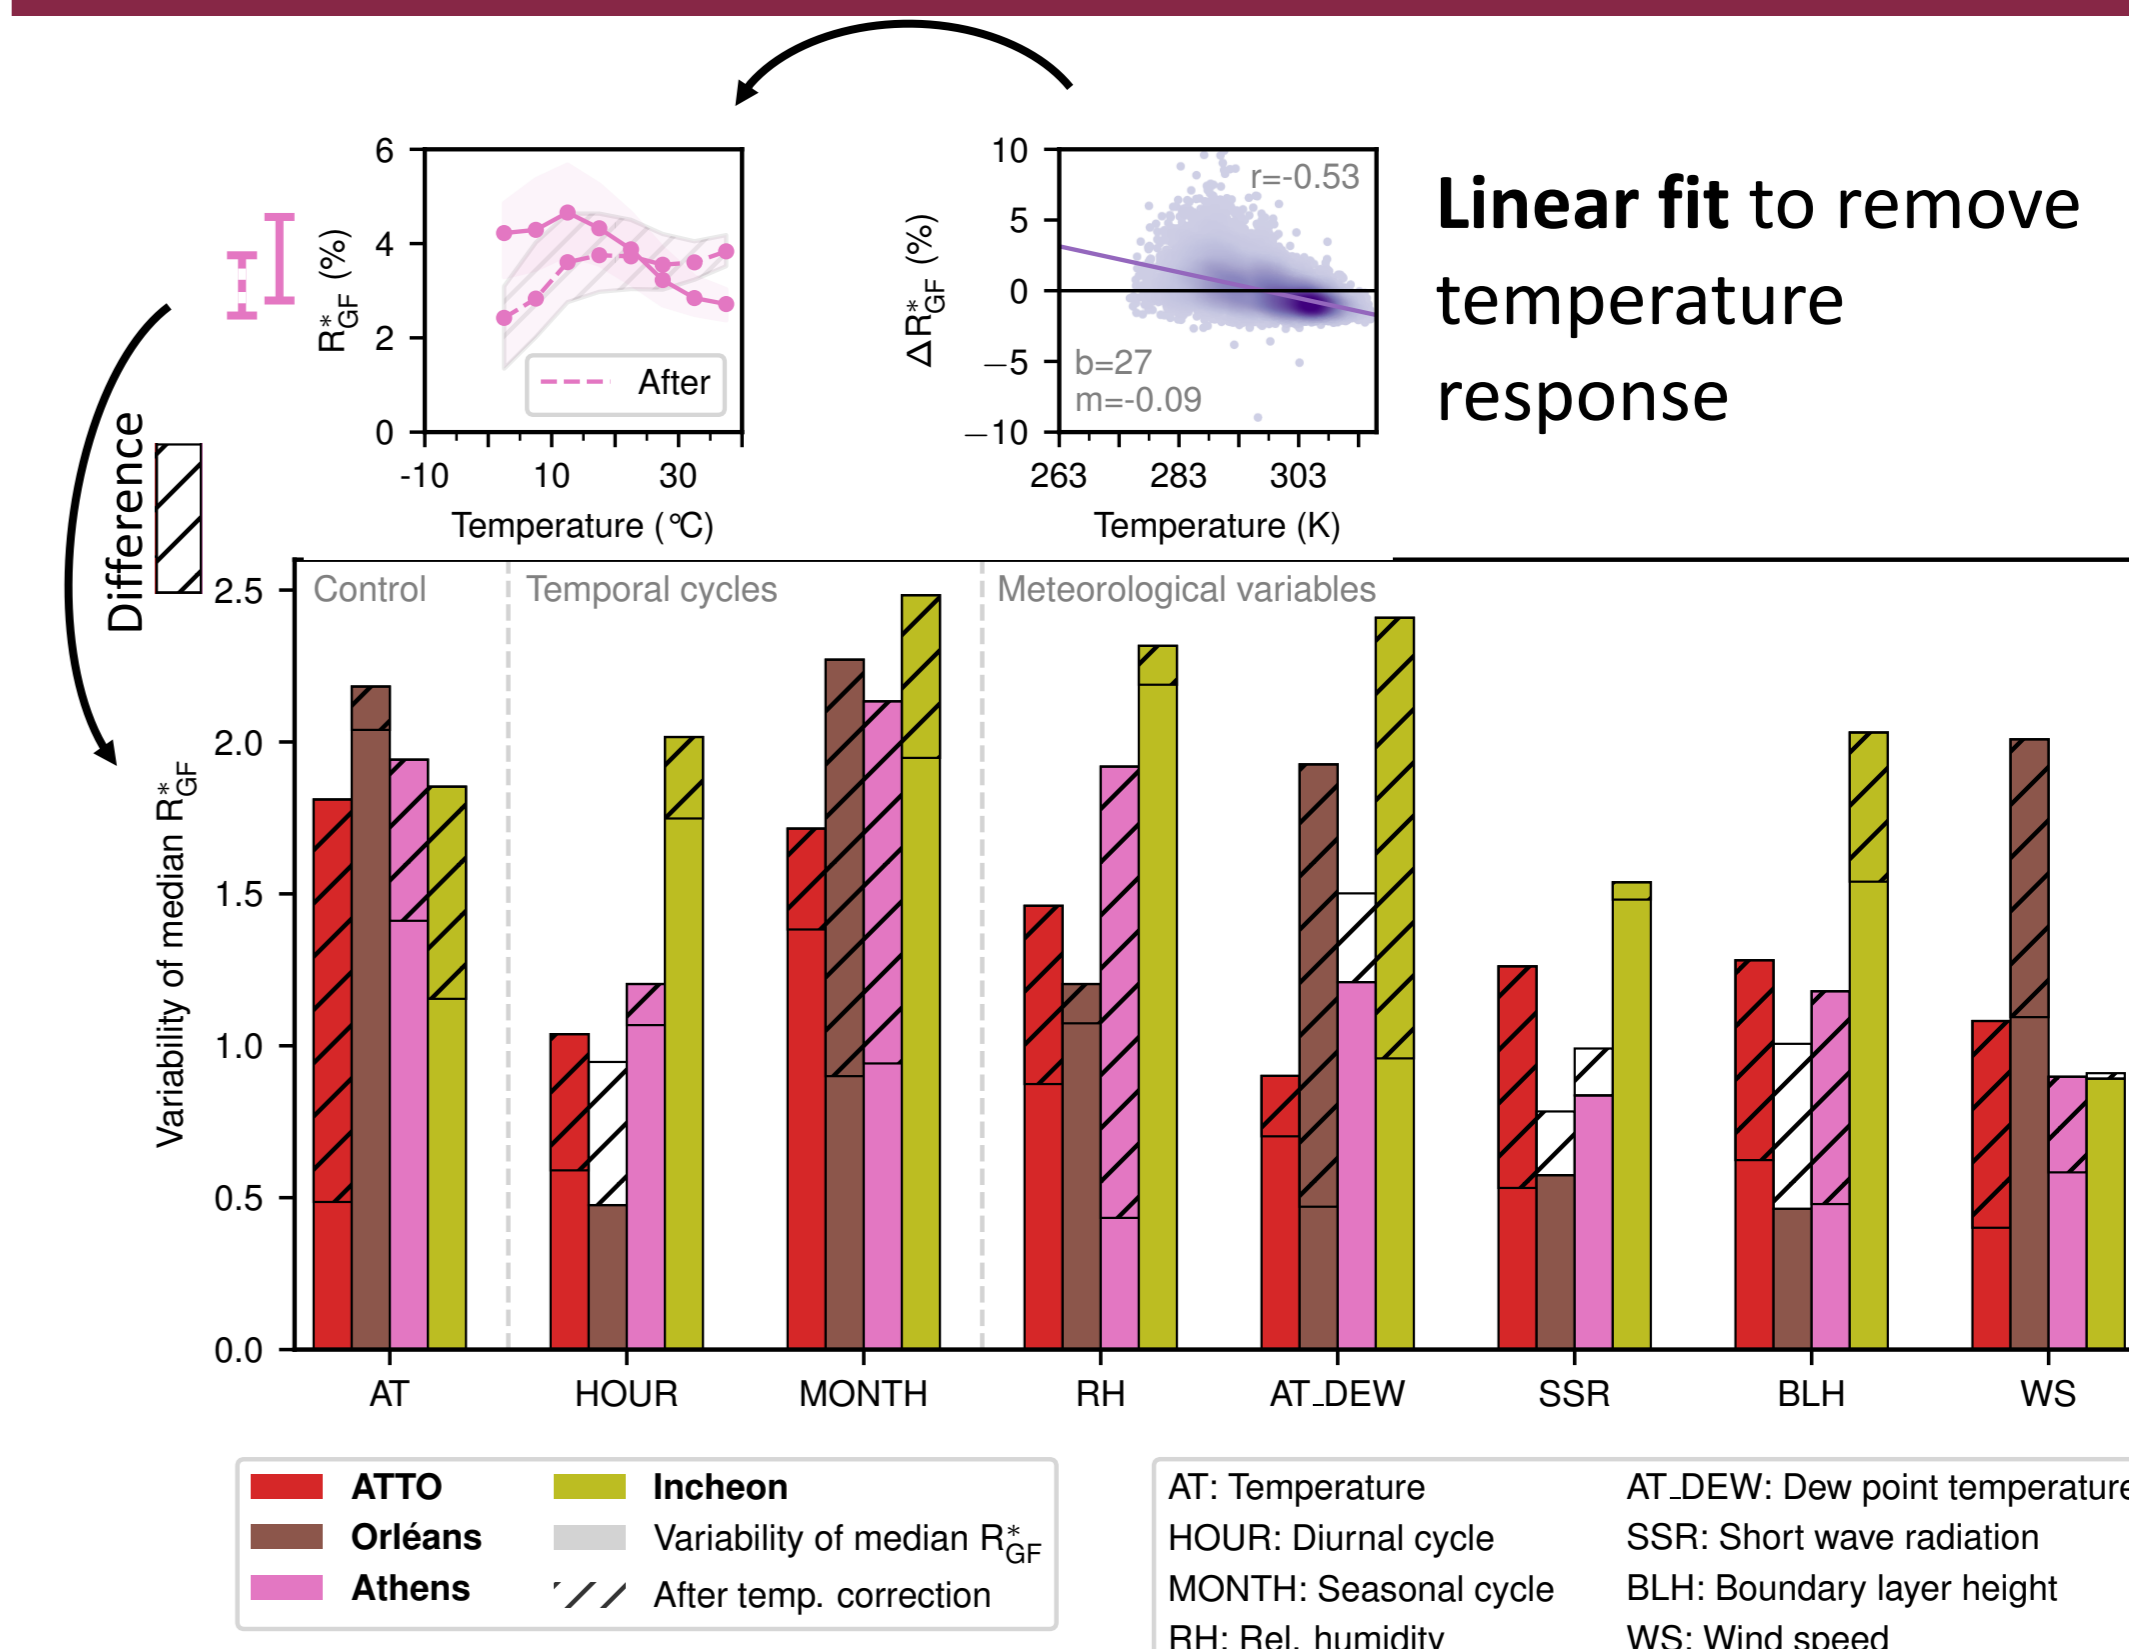 6
4
2
0
R*GF (%)
After
-10
10
30
Temperature (°C)
10
5
0
−5
−10
ΔR*GF (%)
r=-0.53
b=27
m=-0.09
263
283
303
Temperature (K)
Linear fit to remove
temperature
response
Difference
Control
Temporal cycles
Meteorological variables
2.5
2.0
1.5
1.0
0.5
0.0
Variability of median R*GF
AT
HOUR
MONTH
RH
AT_DEW
SSR
BLH
WS
ATTO
Orléans
Athens
Incheon
Variability of median R*GF
After temp. correction
AT: Temperature
HOUR: Diurnal cycle
MONTH: Seasonal cycle
RH: Rel. humidity
AT_DEW: Dew point temperature
SSR: Short wave radiation
BLH: Boundary layer height
WS: Wind speed